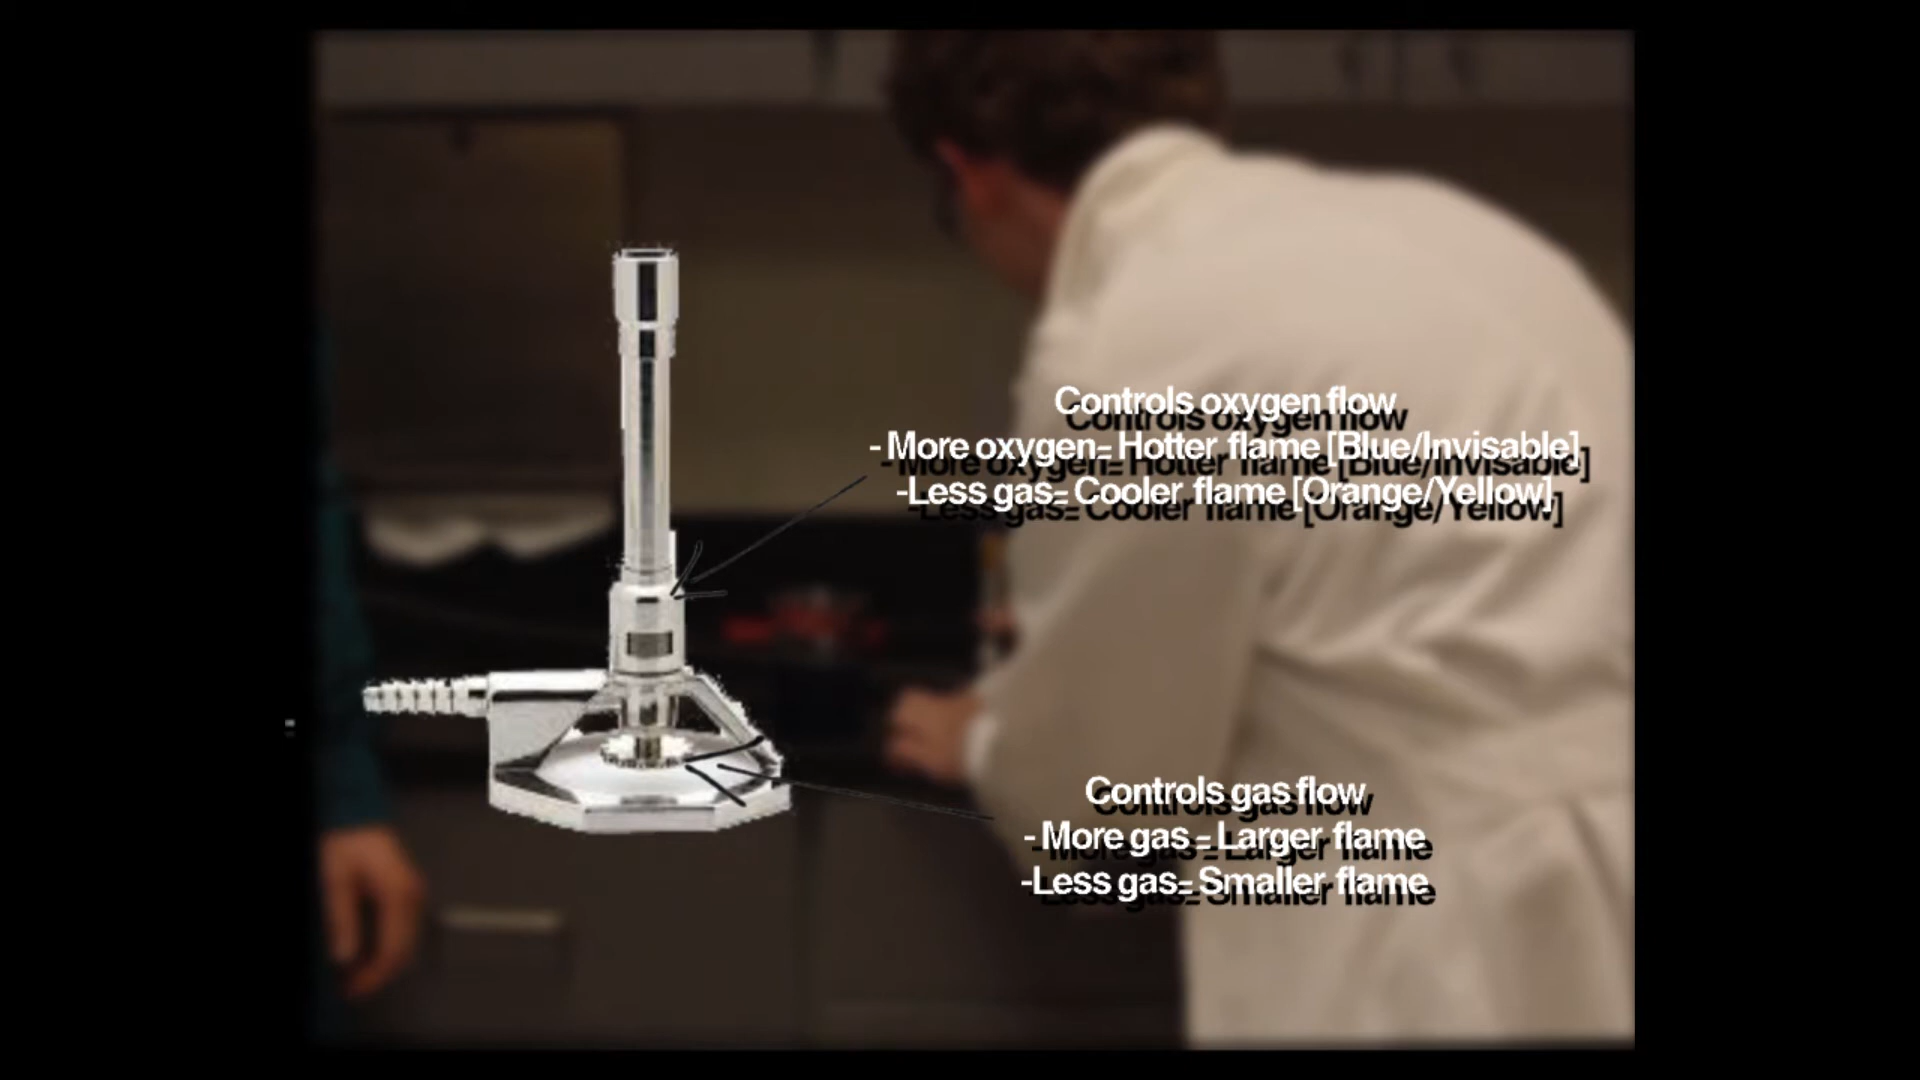 Controls oxygen flow
- More oxygen= Hotter flame [Blue/Invisable]
-Less gas= Cooler flame [Orange/Yellow]
Controls gas flow
- More gas = Larger flame
-Less gas= Smaller flame